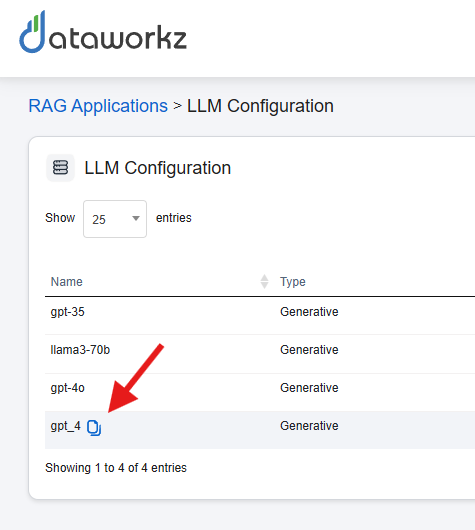 dataworkz
RAG Applications > LLM Configuration
LLM Configuration
Show 25 entries
Name Type
gpt-35 Generative
llama3-70b Generative
gpt-4o Generative
gpt_4 Generative
Showing 1 to 4 of 4 entries